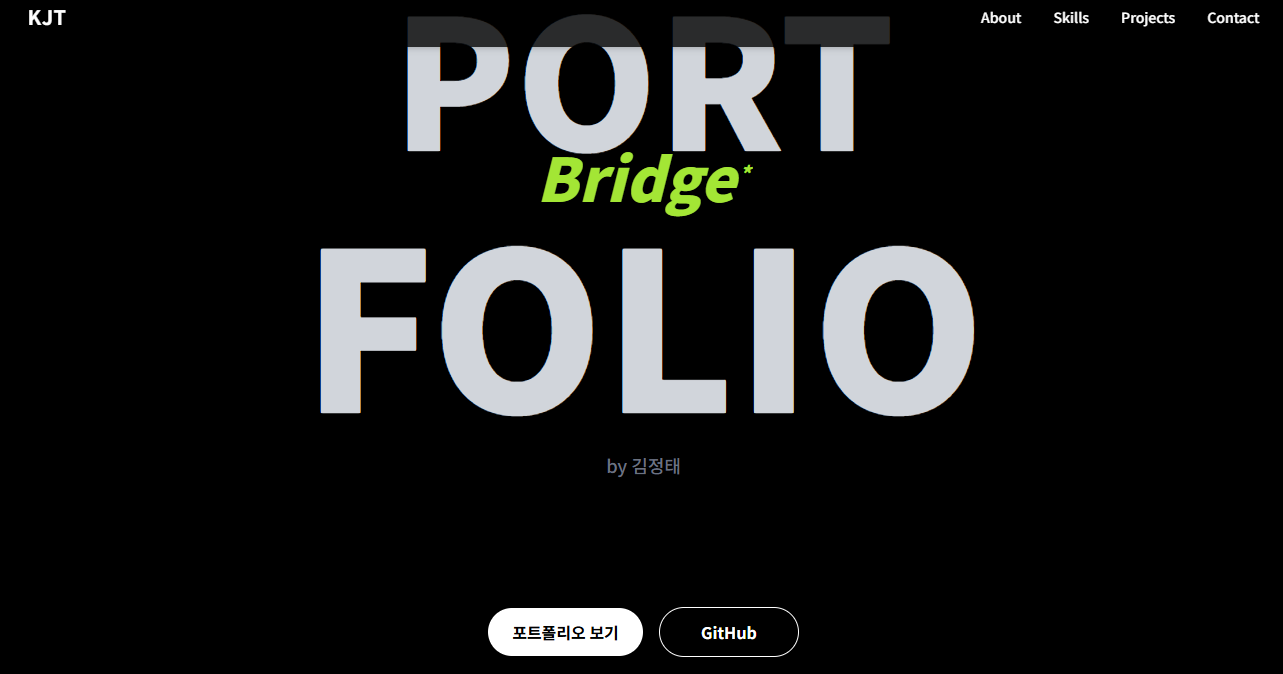 KJT
About Skills Projects Contact
PORT
Bridge*
FOLIO
by 김정태
포트폴리오 보기
GitHub